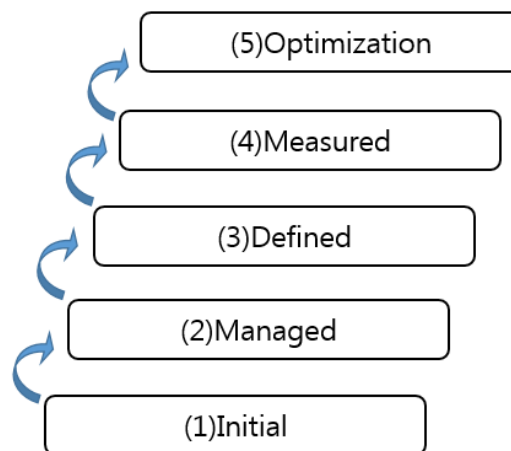 (5)Optimization
(4)Measured
(3)Defined
(2)Managed
(1)Initial